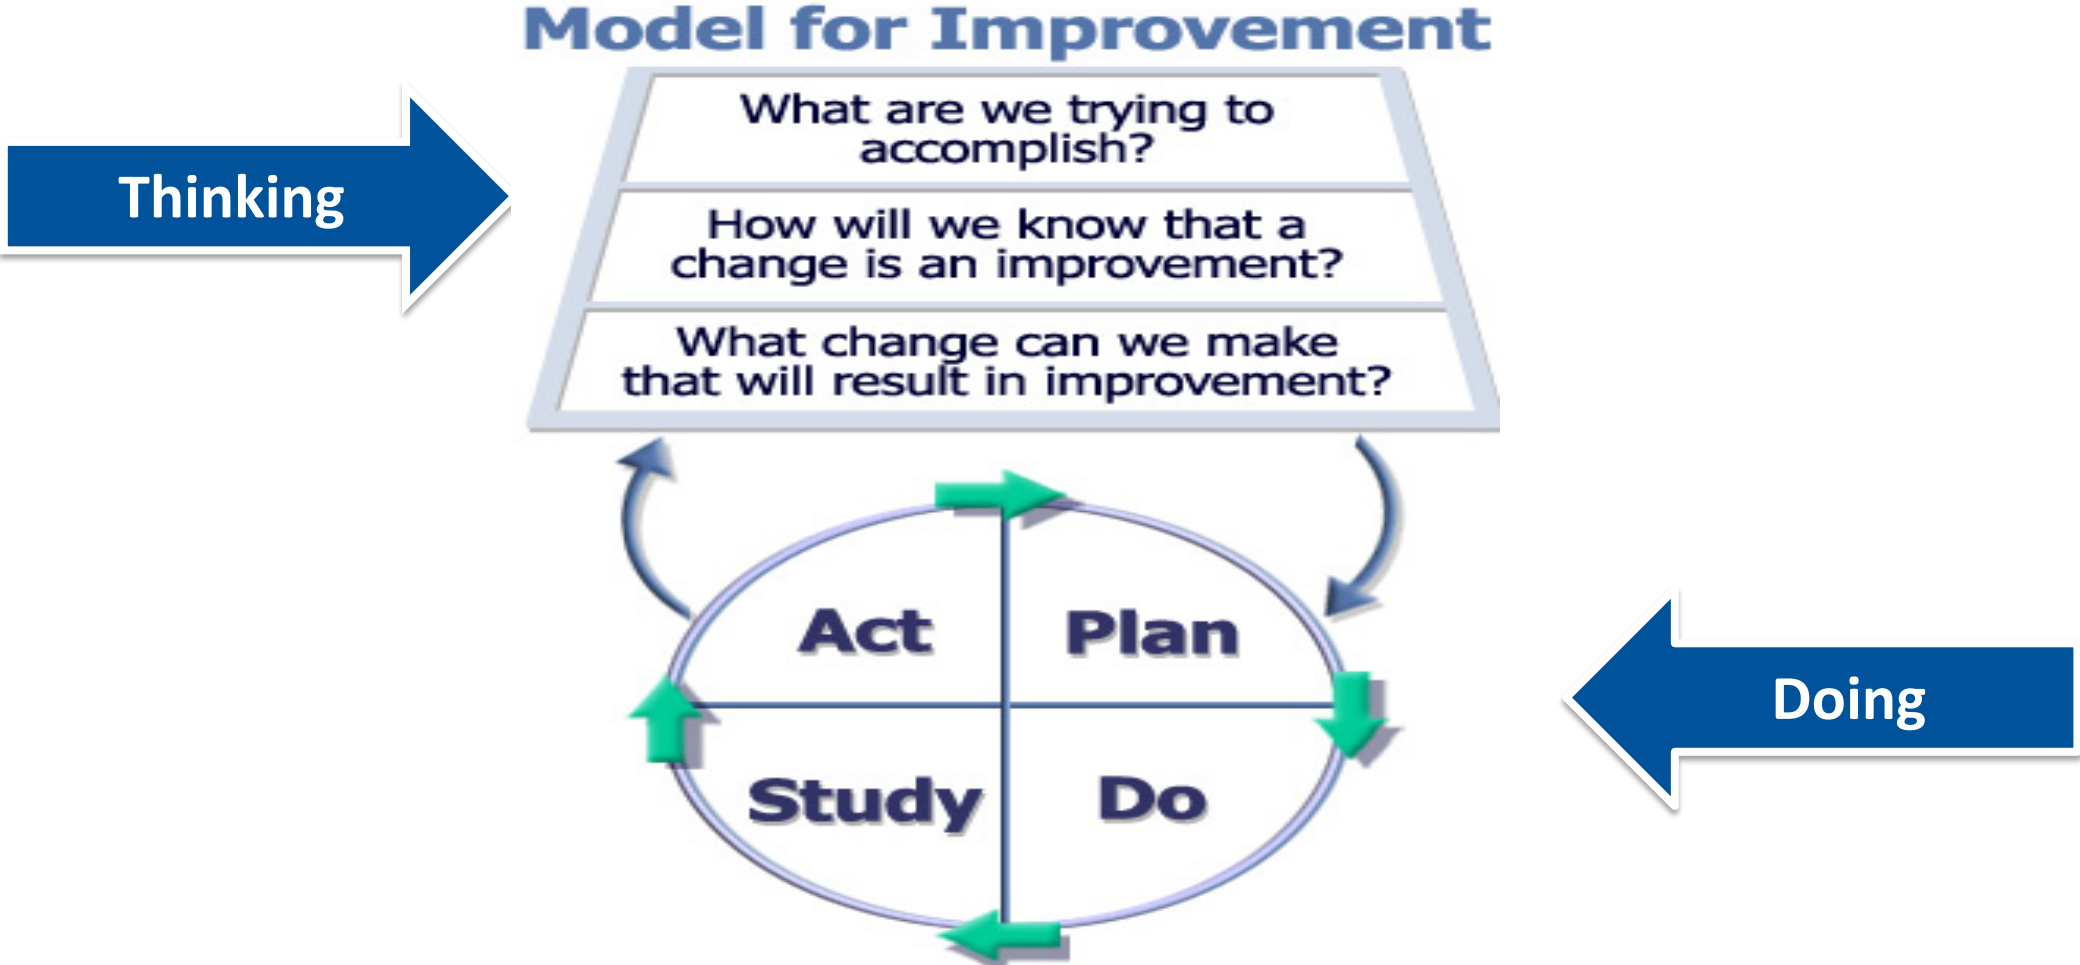 Model for Improvement
What are we trying to
accomplish?
Thinking
How will we know that a
change is an improvement?
What change can we make
that will result in improvement?
Act
Plan
Doing
Study
Do